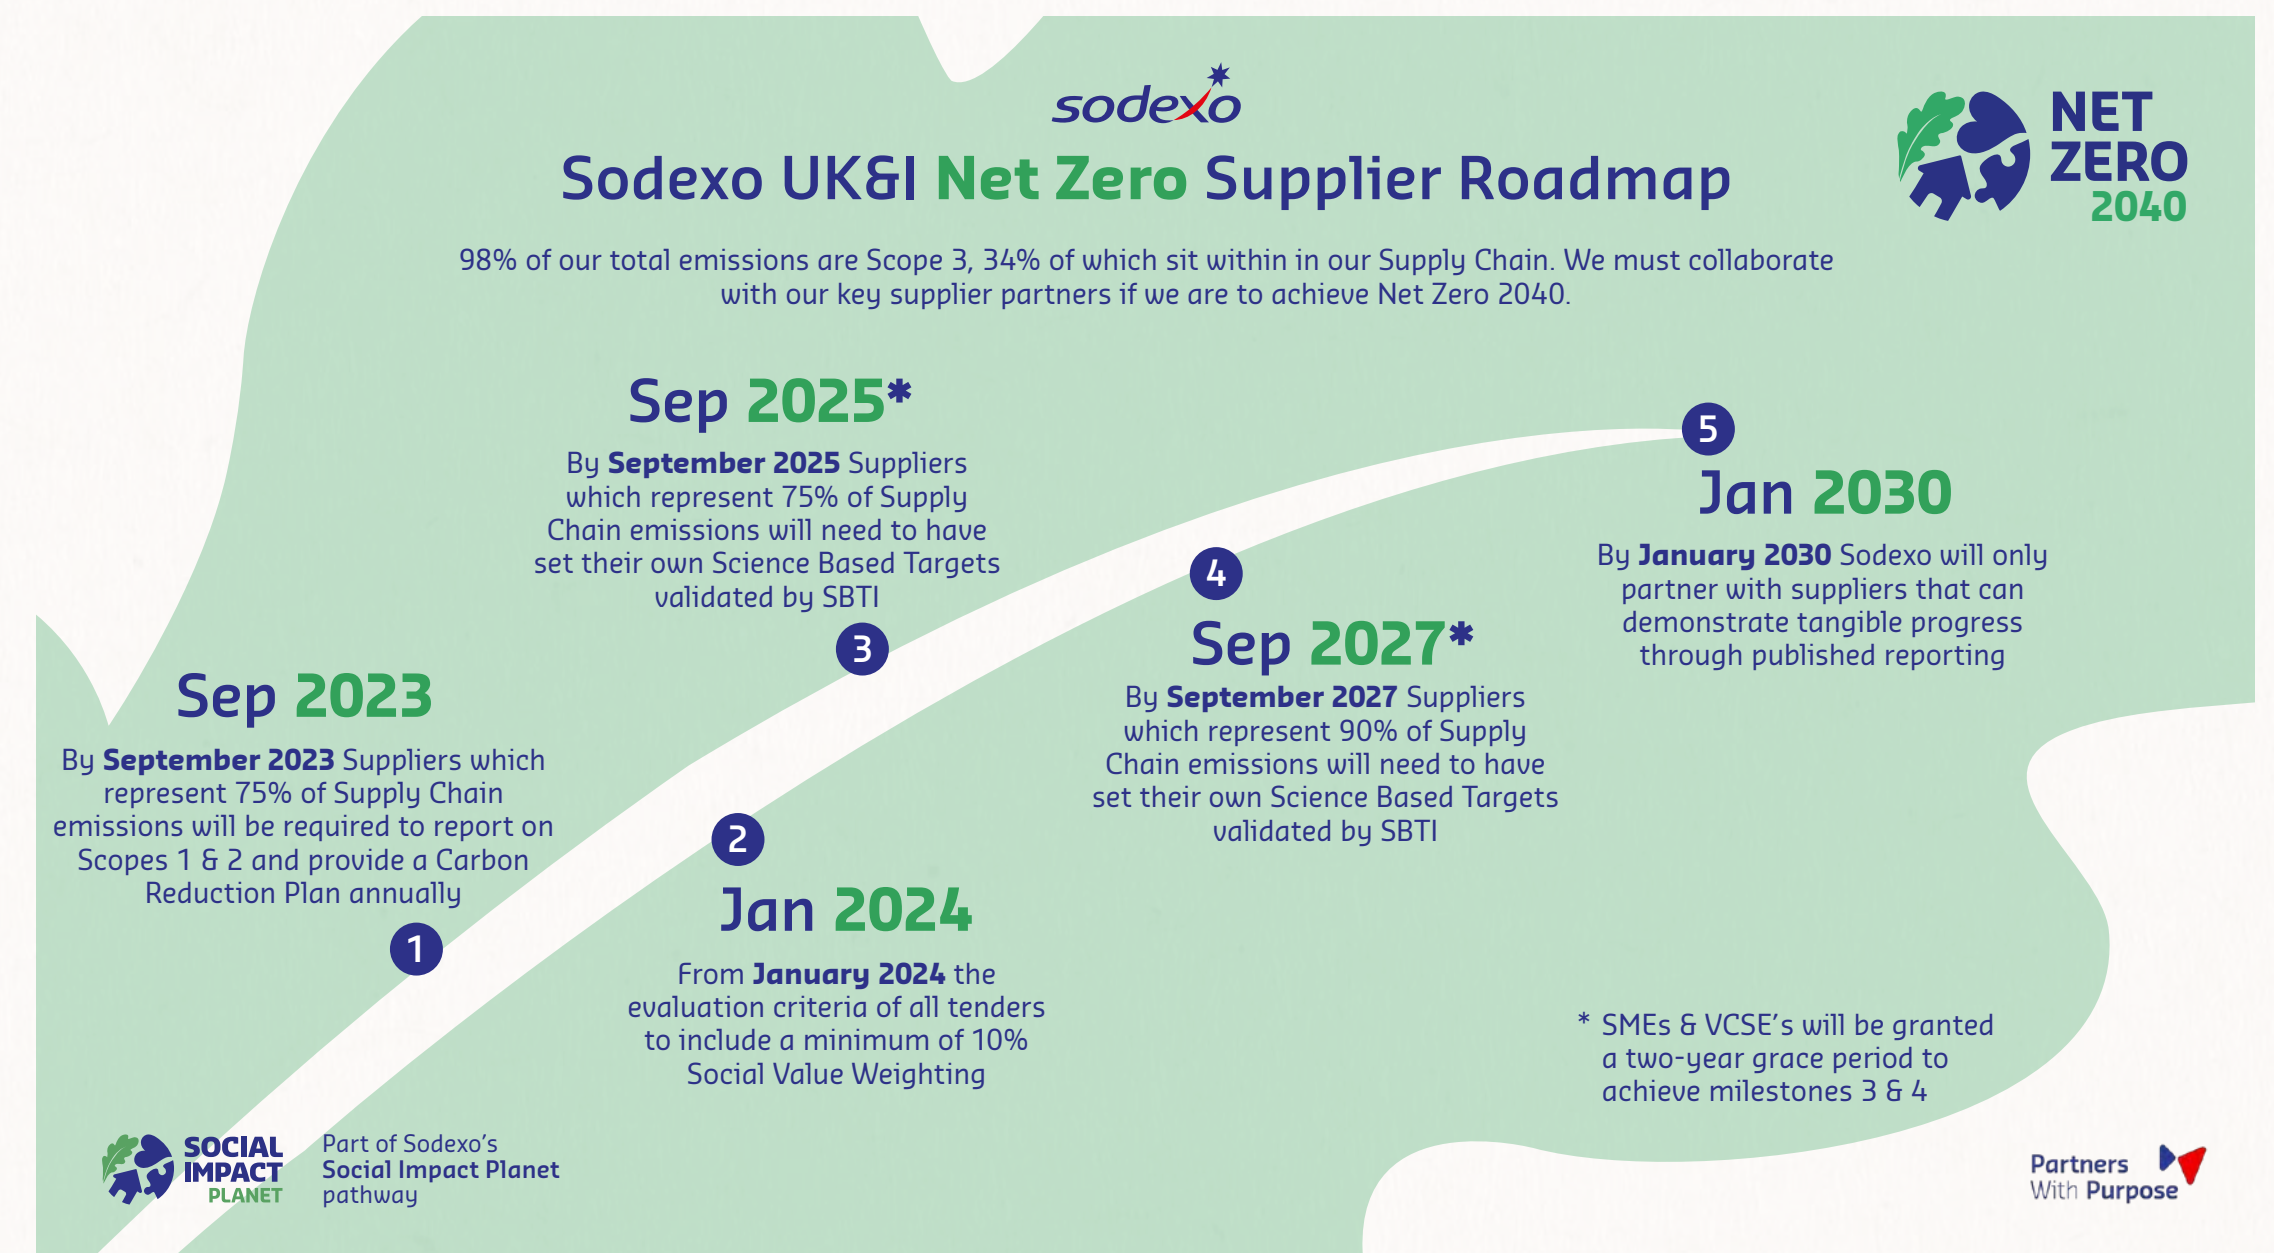 sodexo
Sodexo UK&I Net Zero Supplier Roadmap
NET
ZERO
2040
98% of our total emissions are Scope 3, 34% of which sit within in our Supply Chain. We must collaborate
with our key supplier partners if we are to achieve Net Zero 2040.
Sep 2023
By September 2023 Suppliers which
represent 75% of Supply Chain
emissions will be required to report on
Scopes 1 & 2 and provide a Carbon
Reduction Plan annually
1
2
Jan 2024
From January 2024 the
evaluation criteria of all tenders
to include a minimum of 10%
Social Value Weighting
Sep 2025*
By September 2025 Suppliers
which represent 75% of Supply
Chain emissions will need to have
set their own Science Based Targets
validated by SBTI
3
4
Sep 2027*
By September 2027 Suppliers
which represent 90% of Supply
Chain emissions will need to have
set their own Science Based Targets
validated by SBTI
5
Jan 2030
By January 2030 Sodexo will only
partner with suppliers that can
demonstrate tangible progress
through published reporting
* SMEs & VCSE’s will be granted
a two-year grace period to
achieve milestones 3 & 4
SOCIAL
IMPACT
PLANET
Part of Sodexo’s
Social Impact Planet
pathway
Partners
With Purpose